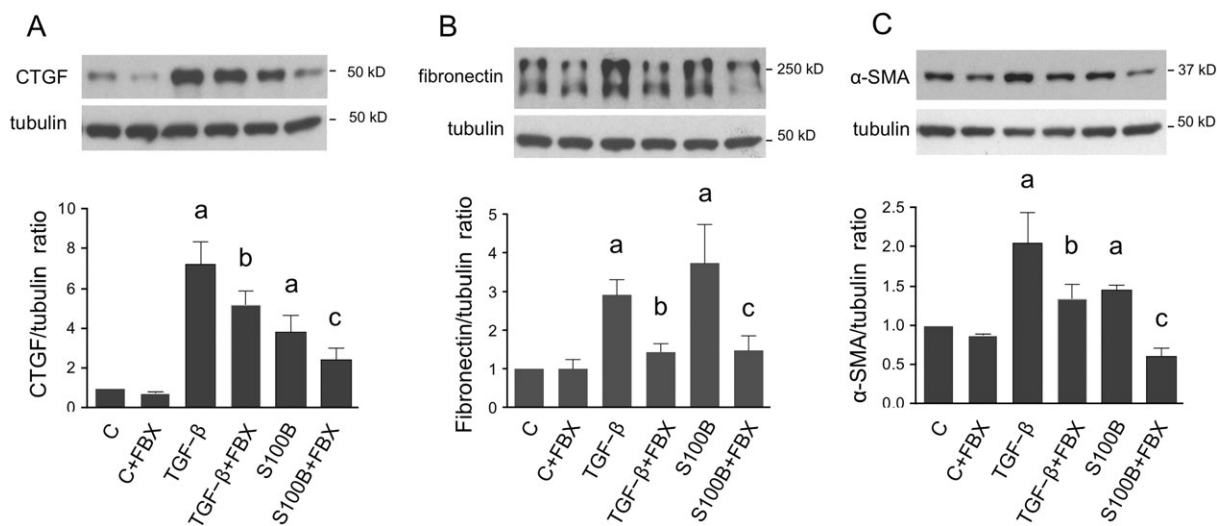 A
CTGF
50 kD
tubulin
50 kD
CTGF/tubulin ratio
10
8
6
4
2
0
a
b
a
c
C
C+FBX
TGF–β
TGF–β+FBX
S100B
S100B+FBX
B
fibronectin
250 kD
tubulin
50 kD
Fibronectin/tubulin ratio
5
4
3
2
1
0
a
b
a
c
C
C+FBX
TGF–β
TGF–β+FBX
S100B
S100B+FBX
C
α-SMA
37 kD
tubulin
50 kD
α-SMA/tubulin ratio
2.5
2.0
1.5
1.0
0.5
0.0
a
b
a
c
C
C+FBX
TGF–β
TGF–β+FBX
S100B
S100B+FBX